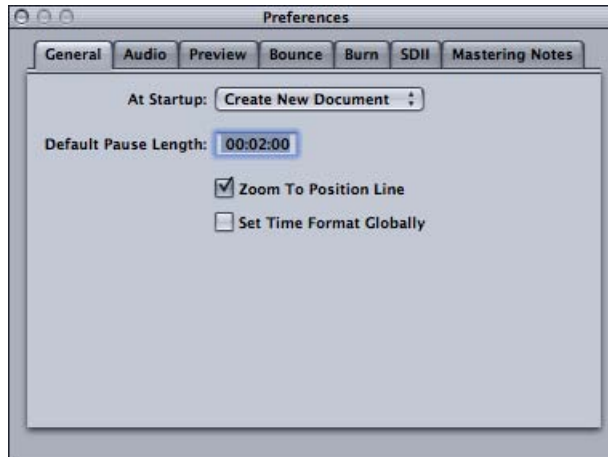 Preferences
General Audio Preview Bounce Burn SDII Mastering Notes
At Startup: Create New Document
Default Pause Length: 00:02:00
Zoom To Position Line
Set Time Format Globally